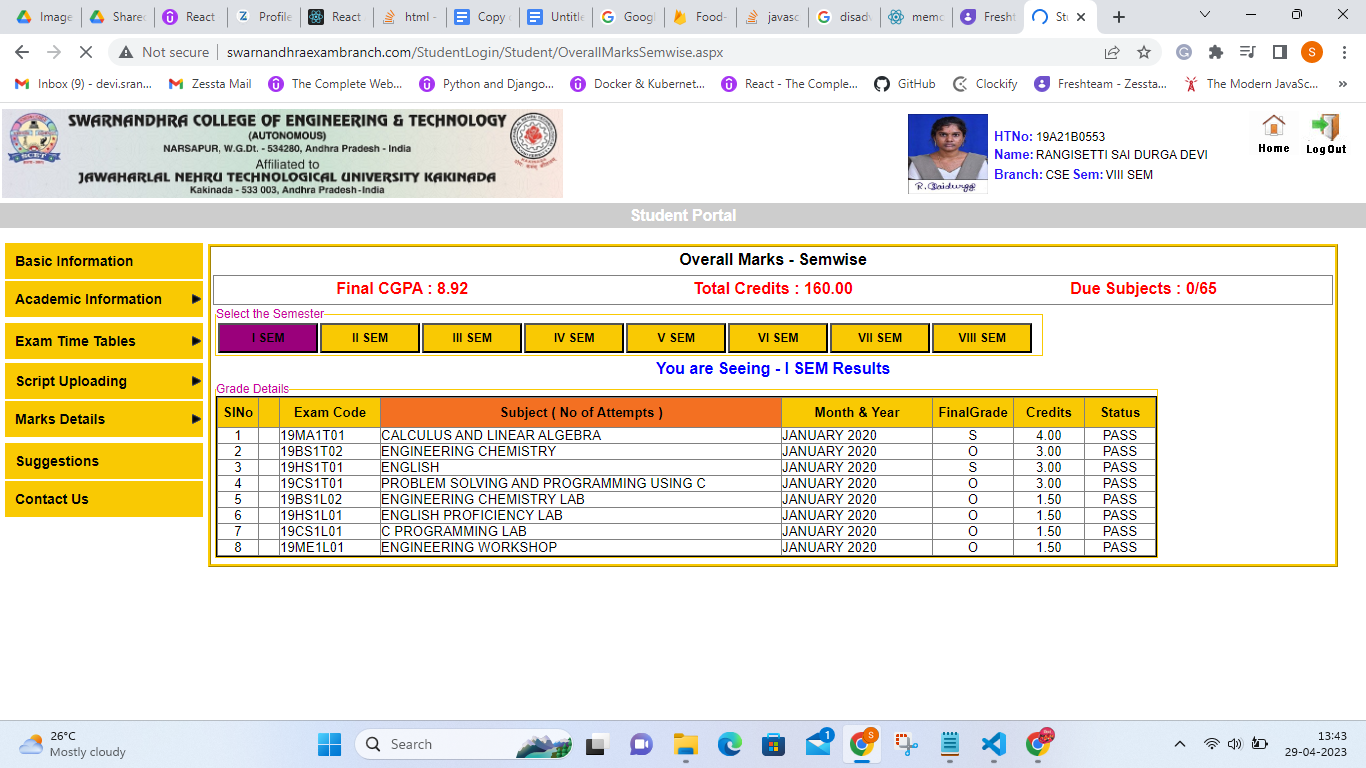 Image
Shared
React
Profile
React
html -
Copy
Untitle
Googl
Food-
javasc
disadv
memo
Fresht
St
Not secure | swarnandhraexambranch.com/StudentLogin/Student/OverallMarksSemwise.aspx
S
Inbox (9) - devi.sran... Zessta Mail The Complete Web... Python and Django... Docker & Kubernet... React - The Comple... GitHub Clockify Freshteam - Zessta... The Modern JavaSc... »
SWARNANDHRA COLLEGE OF ENGINEERING & TECHNOLOGY
(AUTONOMOUS)
NARSAPUR, W.G.Dt. - 534280, Andhra Pradesh - India
Affiliated to
JAWAHARLAL NEHRU TECHNOLOGICAL UNIVERSITY KAKINADA
Kakinada - 533 003, Andhra Pradesh-India
SCET
R. Saidurga
HTNo: 19A21B0553
Name: RANGISETTI SAI DURGA DEVI
Branch: CSE Sem: VIII SEM
Home
LogOut
Student Portal
Basic Information
Academic Information
Exam Time Tables
Script Uploading
Marks Details
Suggestions
Contact Us
Overall Marks - Semwise
Final CGPA : 8.92 Total Credits : 160.00 Due Subjects : 0/65
Select the Semester
I SEM II SEM III SEM IV SEM V SEM VI SEM VII SEM VIII SEM
You are Seeing - I SEM Results
Grade Details
SlNo Exam Code Subject ( No of Attempts ) Month & Year FinalGrade Credits Status
1 19MA1T01 CALCULUS AND LINEAR ALGEBRA JANUARY 2020 S 4.00 PASS
2 19BS1T02 ENGINEERING CHEMISTRY JANUARY 2020 O 3.00 PASS
3 19HS1T01 ENGLISH JANUARY 2020 S 3.00 PASS
4 19CS1T01 PROBLEM SOLVING AND PROGRAMMING USING C JANUARY 2020 O 3.00 PASS
5 19BS1L02 ENGINEERING CHEMISTRY LAB JANUARY 2020 O 1.50 PASS
6 19HS1L01 ENGLISH PROFICIENCY LAB JANUARY 2020 O 1.50 PASS
7 19CS1L01 C PROGRAMMING LAB JANUARY 2020 O 1.50 PASS
8 19ME1L01 ENGINEERING WORKSHOP JANUARY 2020 O 1.50 PASS
26°C
Mostly cloudy
Search
1
S
13:43
29-04-2023